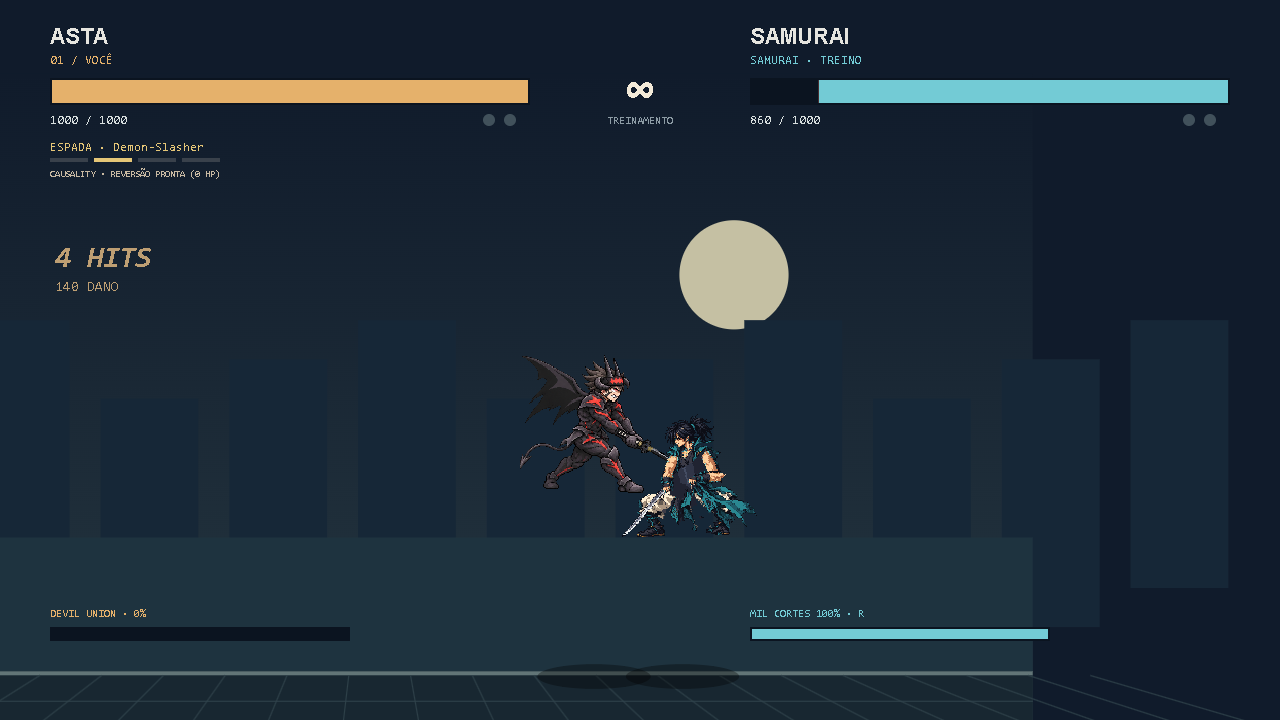 ASTA
01 / VOCÊ
1000 / 1000
ESPADA · Demon-Slasher
CAUSALITY · REVERSÃO PRONTA (0 HP)
4 HITS
140 DANO
∞
TREINAMENTO
SAMURAI
SAMURAI · TREINO
860 / 1000
DEVIL UNION · 0%
MIL CORTES 100% · R